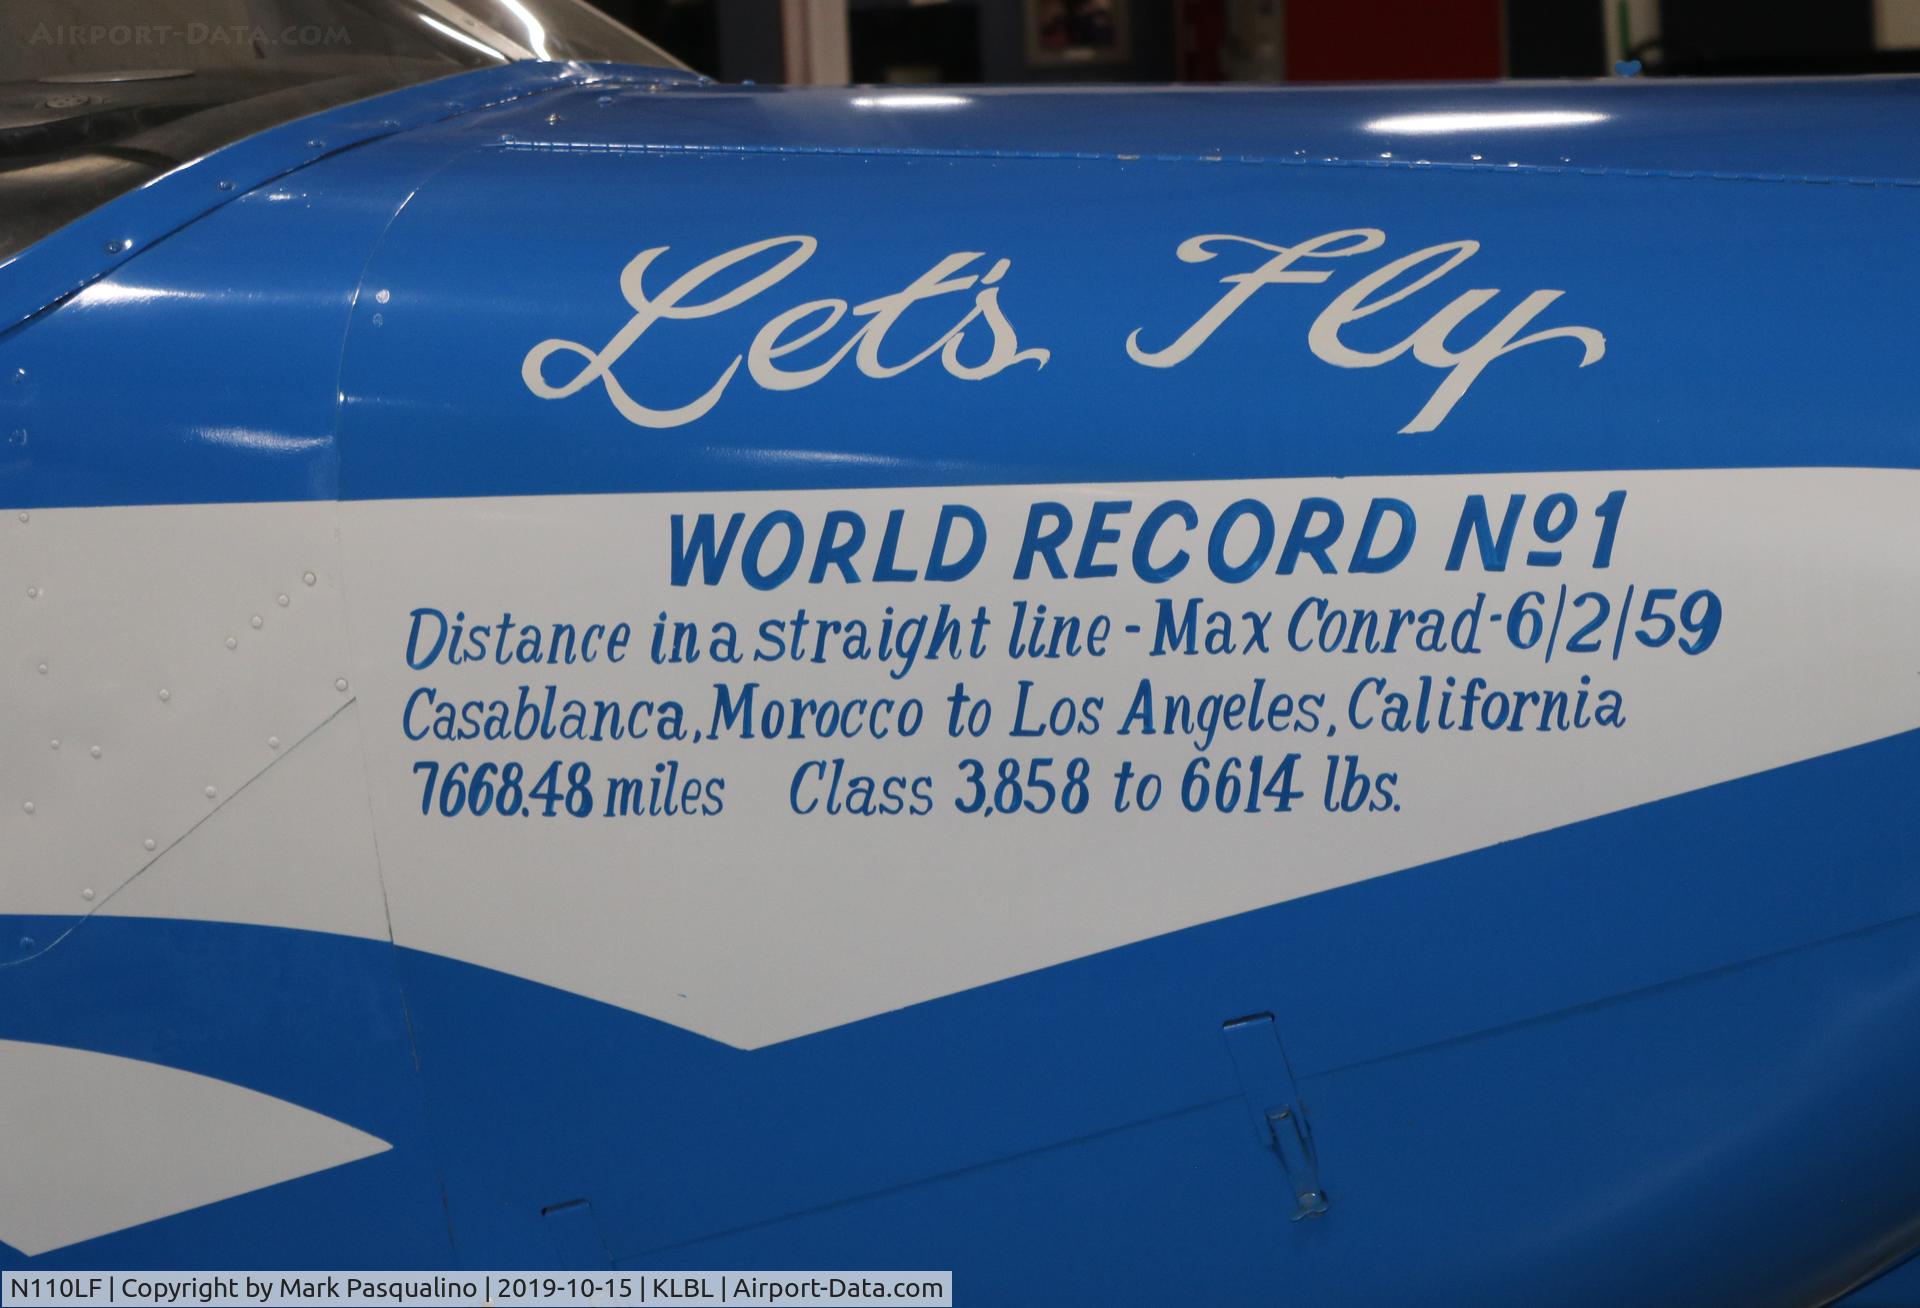 AIRPORT-DATA.COM
Let's Fly
WORLD RECORD Nº1
Distance in a straight line - Max Conrad - 6/2/59
Casablanca, Morocco to Los Angeles, California
7668.48 miles Class 3,858 to 6614 lbs.
N110LF | Copyright by Mark Pasqualino | 2019-10-15 | KLBL | Airport-Data.com